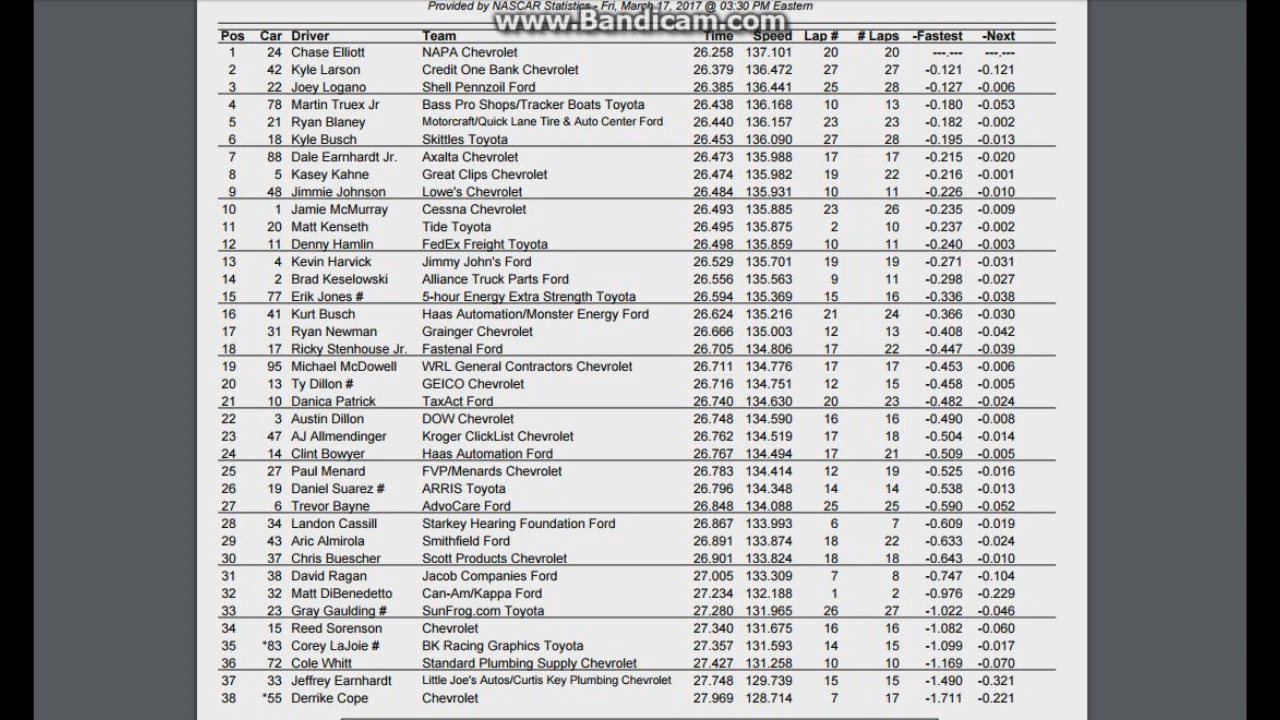 Provided by NASCAR Statistics - Fri, March 17, 2017 @ 03:30 PM Eastern
www.Bandicam.com
Pos Car Driver Team Time Speed Lap # # Laps -Fastest -Next
1 24 Chase Elliott NAPA Chevrolet 26.258 137.101 20 20 ---.--- ---.---
2 42 Kyle Larson Credit One Bank Chevrolet 26.379 136.472 27 27 -0.121 -0.121
3 22 Joey Logano Shell Pennzoil Ford 26.385 136.441 25 28 -0.127 -0.006
4 78 Martin Truex Jr Bass Pro Shops/Tracker Boats Toyota 26.438 136.168 10 13 -0.180 -0.053
5 21 Ryan Blaney Motorcraft/Quick Lane Tire & Auto Center Ford 26.440 136.157 23 23 -0.182 -0.002
6 18 Kyle Busch Skittles Toyota 26.453 136.090 27 28 -0.195 -0.013
7 88 Dale Earnhardt Jr. Axalta Chevrolet 26.473 135.988 17 17 -0.215 -0.020
8 5 Kasey Kahne Great Clips Chevrolet 26.474 135.982 19 22 -0.216 -0.001
9 48 Jimmie Johnson Lowe's Chevrolet 26.484 135.931 10 11 -0.226 -0.010
10 1 Jamie McMurray Cessna Chevrolet 26.493 135.885 23 26 -0.235 -0.009
11 20 Matt Kenseth Tide Toyota 26.495 135.875 2 10 -0.237 -0.002
12 11 Denny Hamlin FedEx Freight Toyota 26.498 135.859 10 11 -0.240 -0.003
13 4 Kevin Harvick Jimmy John's Ford 26.529 135.701 19 19 -0.271 -0.031
14 2 Brad Keselowski Alliance Truck Parts Ford 26.556 135.563 9 11 -0.298 -0.027
15 77 Erik Jones # 5-hour Energy Extra Strength Toyota 26.594 135.369 15 16 -0.336 -0.038
16 41 Kurt Busch Haas Automation/Monster Energy Ford 26.624 135.216 21 24 -0.366 -0.030
17 31 Ryan Newman Grainger Chevrolet 26.666 135.003 12 13 -0.408 -0.042
18 17 Ricky Stenhouse Jr. Fastenal Ford 26.705 134.806 17 22 -0.447 -0.039
19 95 Michael McDowell WRL General Contractors Chevrolet 26.711 134.776 17 17 -0.453 -0.006
20 13 Ty Dillon # GEICO Chevrolet 26.716 134.751 12 15 -0.458 -0.005
21 10 Danica Patrick TaxAct Ford 26.740 134.630 20 23 -0.482 -0.024
22 3 Austin Dillon DOW Chevrolet 26.748 134.590 16 16 -0.490 -0.008
23 47 AJ Allmendinger Kroger ClickList Chevrolet 26.762 134.519 17 18 -0.504 -0.014
24 14 Clint Bowyer Haas Automation Ford 26.767 134.494 17 21 -0.509 -0.005
25 27 Paul Menard FVP/Menards Chevrolet 26.783 134.414 12 19 -0.525 -0.016
26 19 Daniel Suarez # ARRIS Toyota 26.796 134.348 14 14 -0.538 -0.013
27 6 Trevor Bayne AdvoCare Ford 26.848 134.088 25 25 -0.590 -0.052
28 34 Landon Cassill Starkey Hearing Foundation Ford 26.867 133.993 6 7 -0.609 -0.019
29 43 Aric Almirola Smithfield Ford 26.891 133.874 18 22 -0.633 -0.024
30 37 Chris Buescher Scott Products Chevrolet 26.901 133.824 18 18 -0.643 -0.010
31 38 David Ragan Jacob Companies Ford 27.005 133.309 7 8 -0.747 -0.104
32 32 Matt DiBenedetto Can-Am/Kappa Ford 27.234 132.188 1 2 -0.976 -0.229
33 23 Gray Gaulding # SunFrog.com Toyota 27.280 131.965 26 27 -1.022 -0.046
34 15 Reed Sorenson Chevrolet 27.340 131.675 16 16 -1.082 -0.060
35 *83 Corey LaJoie # BK Racing Graphics Toyota 27.357 131.593 14 15 -1.099 -0.017
36 72 Cole Whitt Standard Plumbing Supply Chevrolet 27.427 131.258 10 10 -1.169 -0.070
37 33 Jeffrey Earnhardt Little Joe's Autos/Curtis Key Plumbing Chevrolet 27.748 129.739 15 15 -1.490 -0.321
38 *55 Derrike Cope Chevrolet 27.969 128.714 7 17 -1.711 -0.221